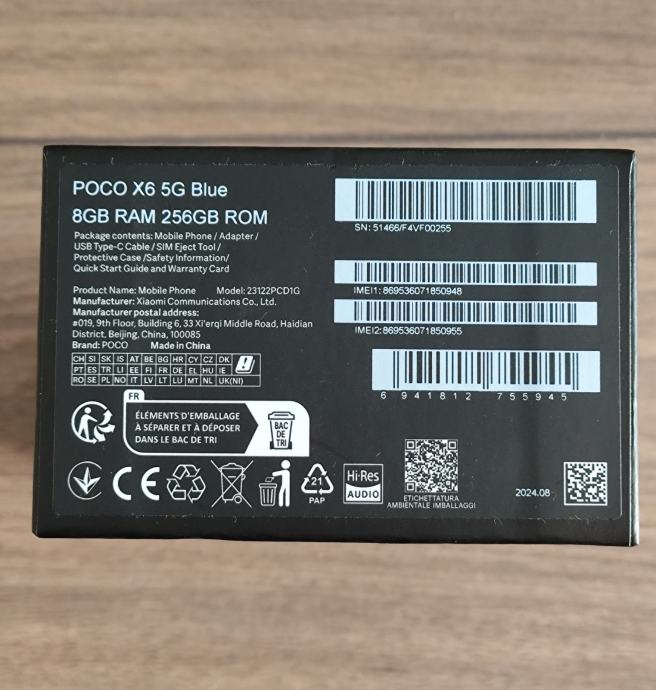 POCO X6 5G Blue
8GB RAM 256GB ROM
Package contents: Mobile Phone / Adapter /
USB Type-C Cable / SIM Eject Tool /
Protective Case /Safety Information/
Quick Start Guide and Warranty Card
Product Name: Mobile Phone Model: 23122PCD1G
Manufacturer: Xiaomi Communications Co., Ltd.
Manufacturer postal address:
#019, 9th Floor, Building 6, 33 Xi'erqi Middle Road, Haidian
District, Beijing, China, 100085
Brand: POCO Made in China
CH SI SK IS AT BE BG HR CY CZ DK
PT ES TR LI EE FI FR DE EL HU IE
RO SE PL NO IT LV LT LU MT NL UK(NI)
SN: 51466/F4VF00255
IMEI1: 869536071850948
IMEI2: 869536071850955
6 941812 755945
FR
ÉLÉMENTS D'EMBALLAGE
À SÉPARER ET À DÉPOSER
DANS LE BAC DE TRI
BAC
DE
TRI
CE
21
PAP
Hi-Res
AUDIO
ETICHETTATURA
AMBIENTALE IMBALLAGGI
2024.08